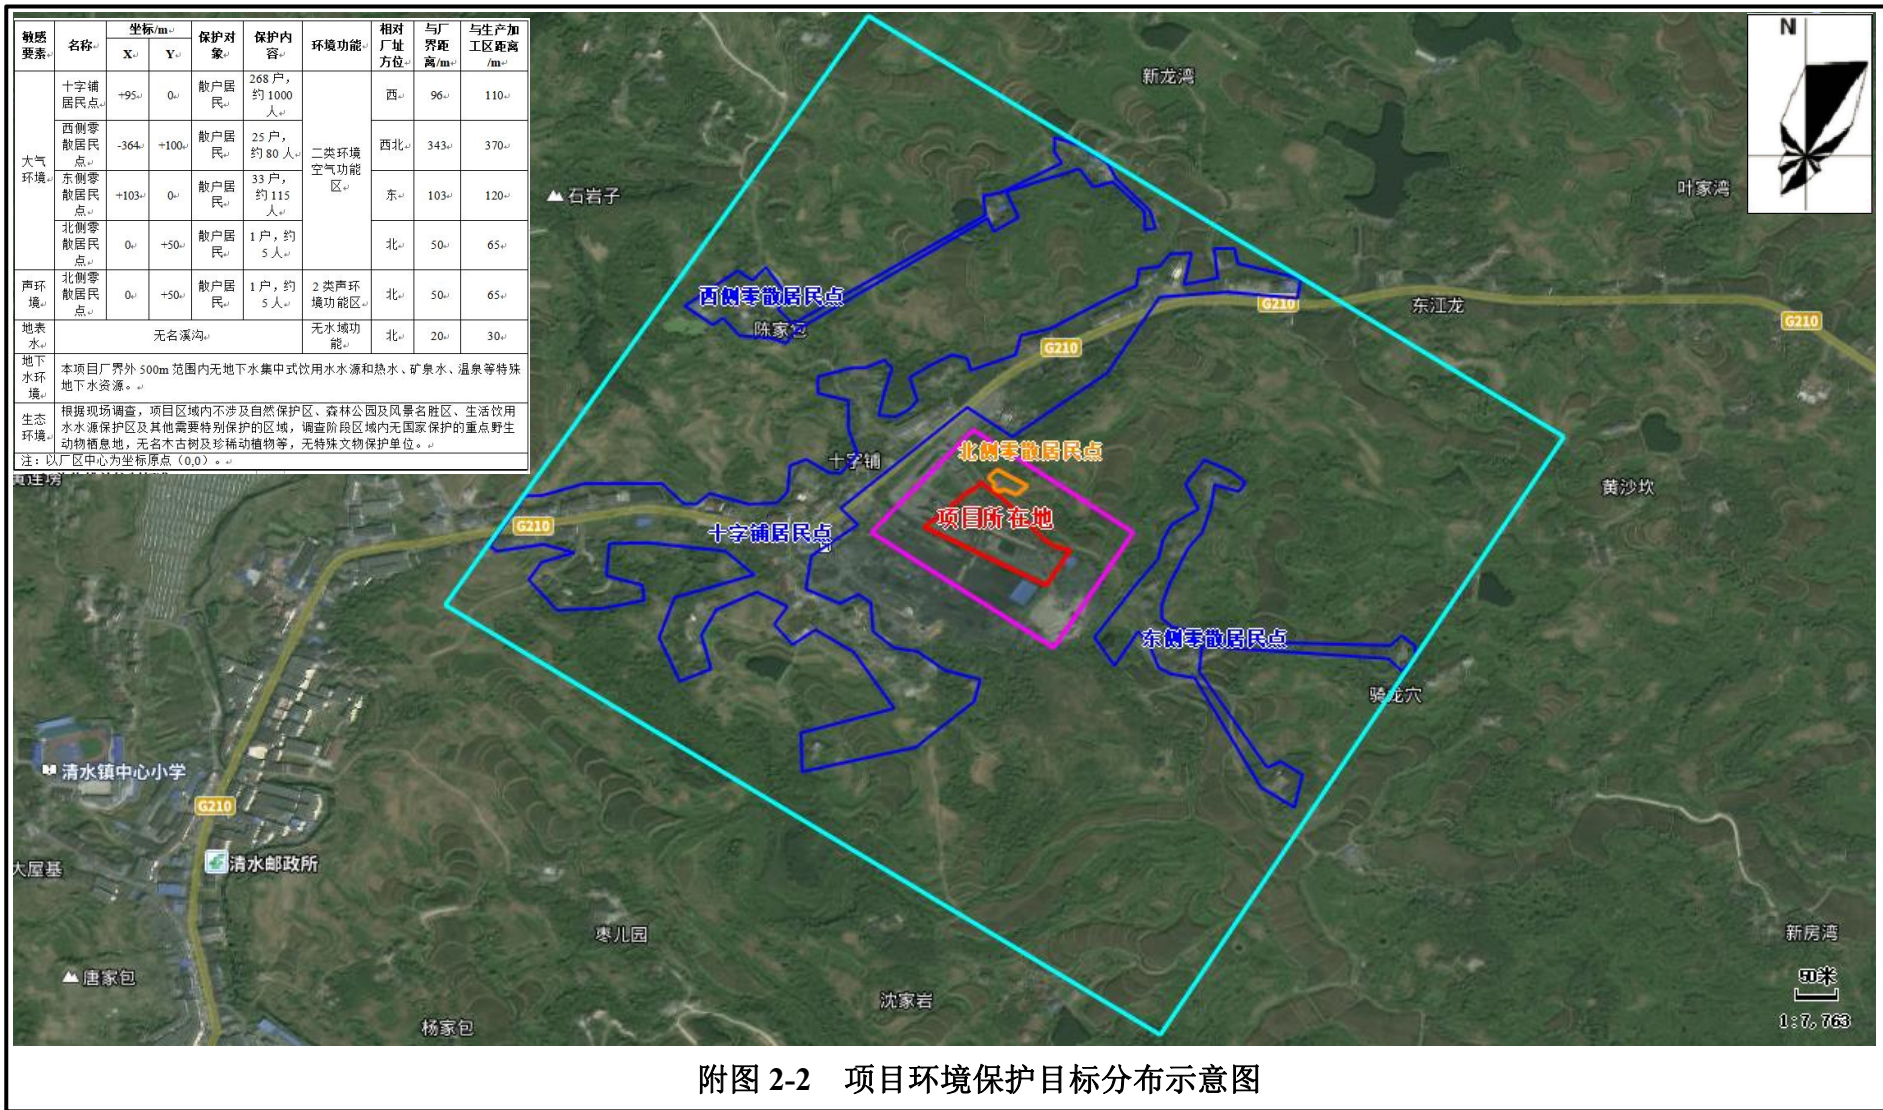 敏感要素 名称 坐标/m 保护对象 保护内容 环境功能 相对厂址方位 与厂界距离/m 与生产加工区距离/m
X Y
大气环境 十字铺居民点 +95 0 散户居民 268户，约1000人 二类环境空气功能区 西 96 110
西侧零散居民点 -364 +100 散户居民 25户，约80人 西北 343 370
东侧零散居民点 +103 0 散户居民 33户，约115人 东 103 120
北侧零散居民点 0 +50 散户居民 1户，约5人 北 50 65
声环境 北侧零散居民点 0 +50 散户居民 1户，约5人 2类声环境功能区 北 50 65
地表水 无名溪沟 无水域功能 北 20 30
地下水环境 本项目厂界外500m范围内无地下水集中式饮用水水源和热水、矿泉水、温泉等特殊地下水资源。
生态环境 根据现场调查，项目区域内不涉及自然保护区、森林公园及风景名胜区、生活饮用水水源保护区及其他需要特别保护的区域，调查阶段区域内无国家保护的重点野生动物栖息地，无名木古树及珍稀动植物等，无特殊文物保护单位。
注：以厂区中心为坐标原点（0,0）。
N
新龙湾
叶家湾
石岩子
西侧零散居民点
陈家包
G210
东江龙
G210
G210
十字铺
北侧零散居民点
黄沙坎
项目所在地
G210
十字铺居民点
东侧零散居民点
骑龙穴
清水镇中心小学
G210
清水邮政所
大屋基
枣儿园
新房湾
唐家包
沈家岩
杨家包
50米
1:7,763
附图 2-2 项目环境保护目标分布示意图